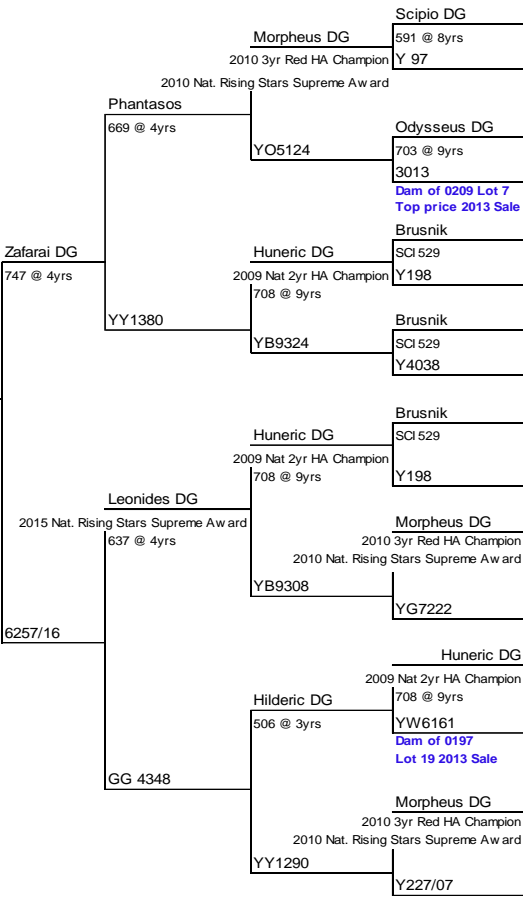 Scipio DG
Morpheus DG
591 @ 8yrs
2010 3yr Red HA Champion
Y 97
2010 Nat. Rising Stars Supreme Award
Phantasos
669 @ 4yrs
Odysseus DG
YO5124
703 @ 9yrs
3013
Dam of 0209 Lot 7
Top price 2013 Sale
Brusnik
Zafarai DG
Huneric DG
SCI 529
747 @ 4yrs
2009 Nat 2yr HA Champion
Y198
708 @ 9yrs
YY1380
Brusnik
YB9324
SCI 529
Y4038
Brusnik
Huneric DG
SCI 529
2009 Nat 2yr HA Champion
708 @ 9yrs
Y198
Leonides DG
2015 Nat. Rising Stars Supreme Award
Morpheus DG
637 @ 4yrs
2010 3yr Red HA Champion
2010 Nat. Rising Stars Supreme Award
YB9308
YG7222
6257/16
Huneric DG
2009 Nat 2yr HA Champion
Hilderic DG
708 @ 9yrs
506 @ 3yrs
YW6161
Dam of 0197
Lot 19 2013 Sale
GG 4348
Morpheus DG
2010 3yr Red HA Champion
2010 Nat. Rising Stars Supreme Award
YY1290
Y227/07